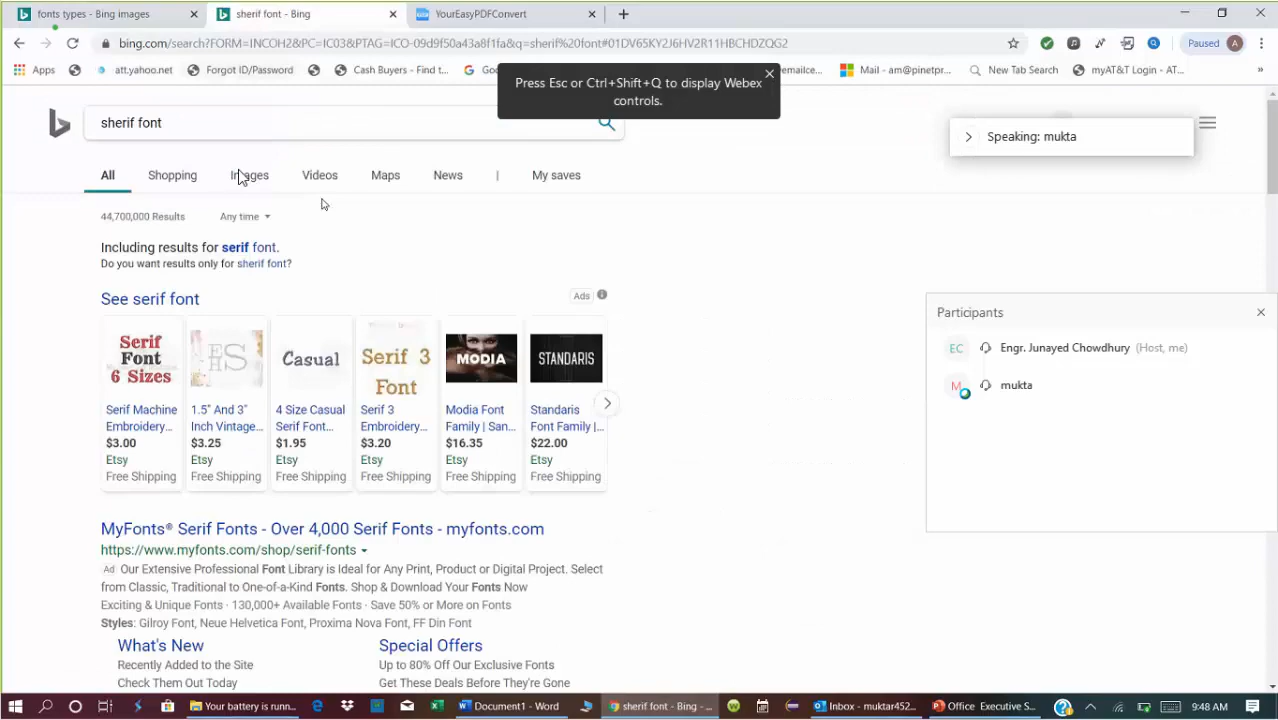 fonts types - Bing images
sherif font - Bing
YourEasyPDFConvert
bing.com/search?FORM=INCOH2&PC=IC03&PTAG=ICO-09d9f50a43a8f1fa&q=sherif%20font#01DV65KY2J6HV2R11HBCHDZQG2
Paused
A
Apps
att.yahoo.net
Forgot ID/Password
Cash Buyers - Find t...
emailce...
Mail - am@pinetpr...
New Tab Search
myAT&T Login - AT...
»
Press Esc or Ctrl+Shift+Q to display Webex
controls.
sherif font
Speaking: mukta
All
Shopping
Images
Videos
Maps
News
|
My saves
44,700,000 Results
Any time
Including results for serif font.
Do you want results only for sherif font?
See serif font
Ads
Serif
Font
6 Sizes
FS
Casual
Serif 3
Font
MODIA
STANDARIS
Serif Machine
Embroidery...
$3.00
Etsy
Free Shipping
1.5" And 3"
Inch Vintage...
$3.25
Etsy
Free Shipping
4 Size Casual
Serif Font...
$1.95
Etsy
Free Shipping
Serif 3
Embroidery...
$3.20
Etsy
Free Shipping
Modia Font
Family | San...
$16.35
Etsy
Free Shipping
Standaris
Font Family |...
$22.00
Etsy
Free Shipping
MyFonts® Serif Fonts - Over 4,000 Serif Fonts - myfonts.com
https://www.myfonts.com/shop/serif-fonts
Ad Our Extensive Professional Font Library is Ideal for Any Print, Product or Digital Project. Select
from Classic, Traditional to One-of-a-Kind Fonts. Shop & Download Your Fonts Now
Exciting & Unique Fonts · 130,000+ Available Fonts · Save 50% or More on Fonts
Styles: Gilroy Font, Neue Helvetica Font, Proxima Nova Font, FF Din Font
What's New
Recently Added to the Site
Check Them Out Today
Special Offers
Up to 80% Off Our Exclusive Fonts
Get These Deals Before They're Gone
Participants
EC
Engr. Junayed Chowdhury (Host, me)
M
mukta
Your battery is runn...
Document1 - Word
sherif font - Bing - ...
Inbox - muktar452...
Office Executive S...
9:48 AM